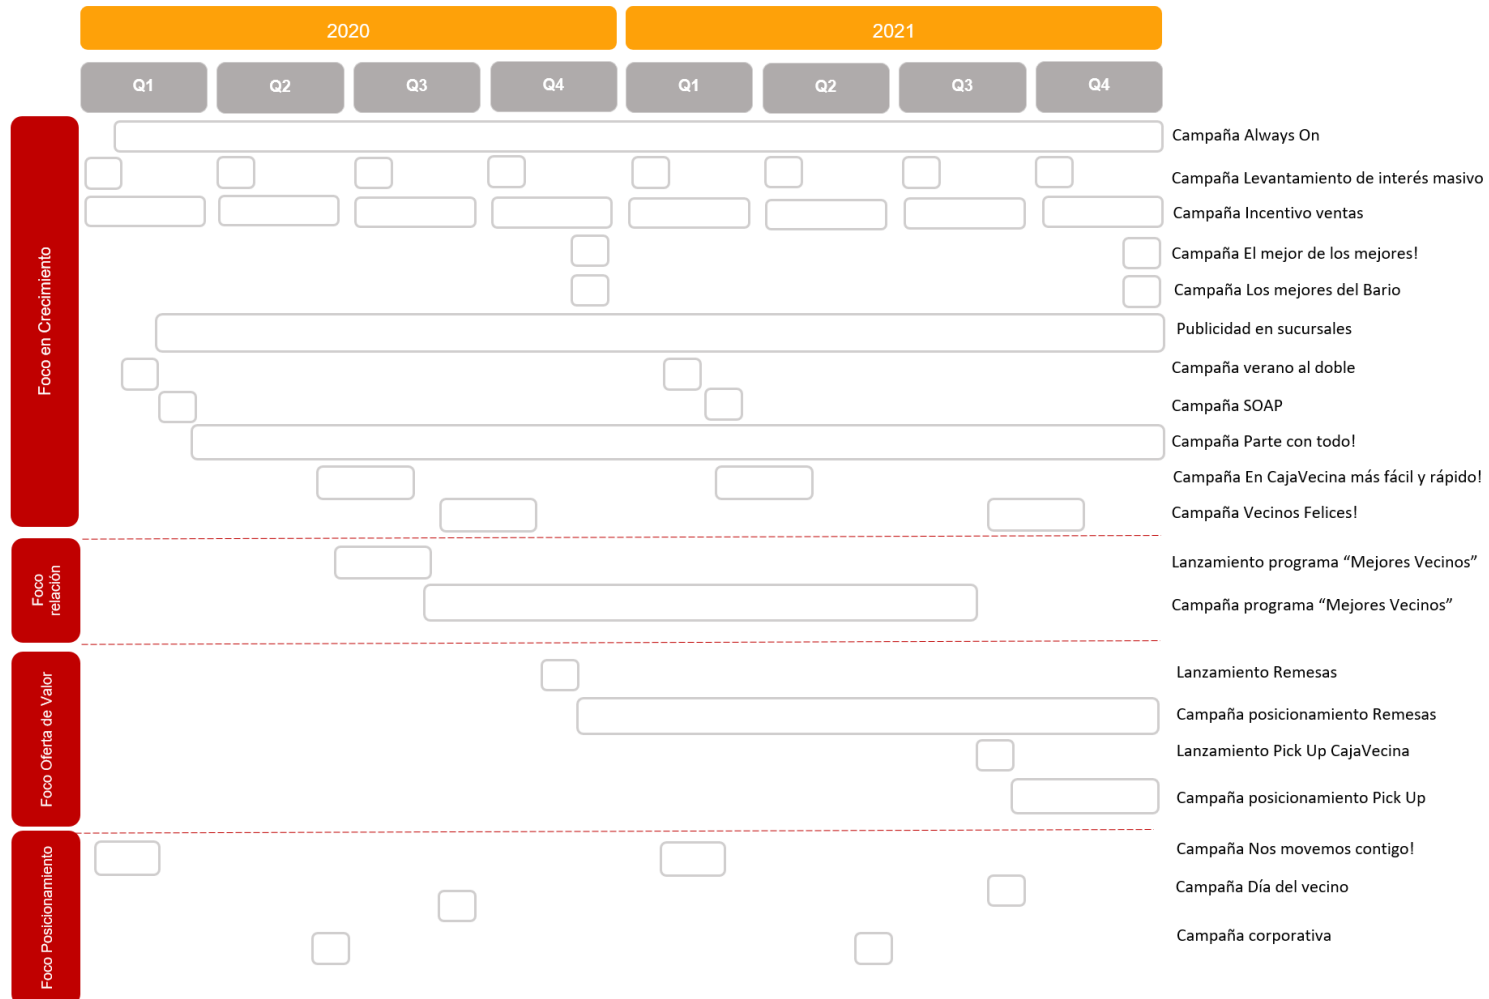 2020
2021
Q1
Q2
Q3
Q4
Q1
Q2
Q3
Q4
Foco en Crecimiento
Campaña Always On
Campaña Levantamiento de interés masivo
Campaña Incentivo ventas
Campaña El mejor de los mejores!
Campaña Los mejores del Bario
Publicidad en sucursales
Campaña verano al doble
Campaña SOAP
Campaña Parte con todo!
Campaña En CajaVecina más fácil y rápido!
Campaña Vecinos Felices!
Foco
relación
Lanzamiento programa “Mejores Vecinos”
Campaña programa “Mejores Vecinos”
Foco Oferta de Valor
Lanzamiento Remesas
Campaña posicionamiento Remesas
Lanzamiento Pick Up CajaVecina
Campaña posicionamiento Pick Up
Foco Posicionamiento
Campaña Nos movemos contigo!
Campaña Día del vecino
Campaña corporativa